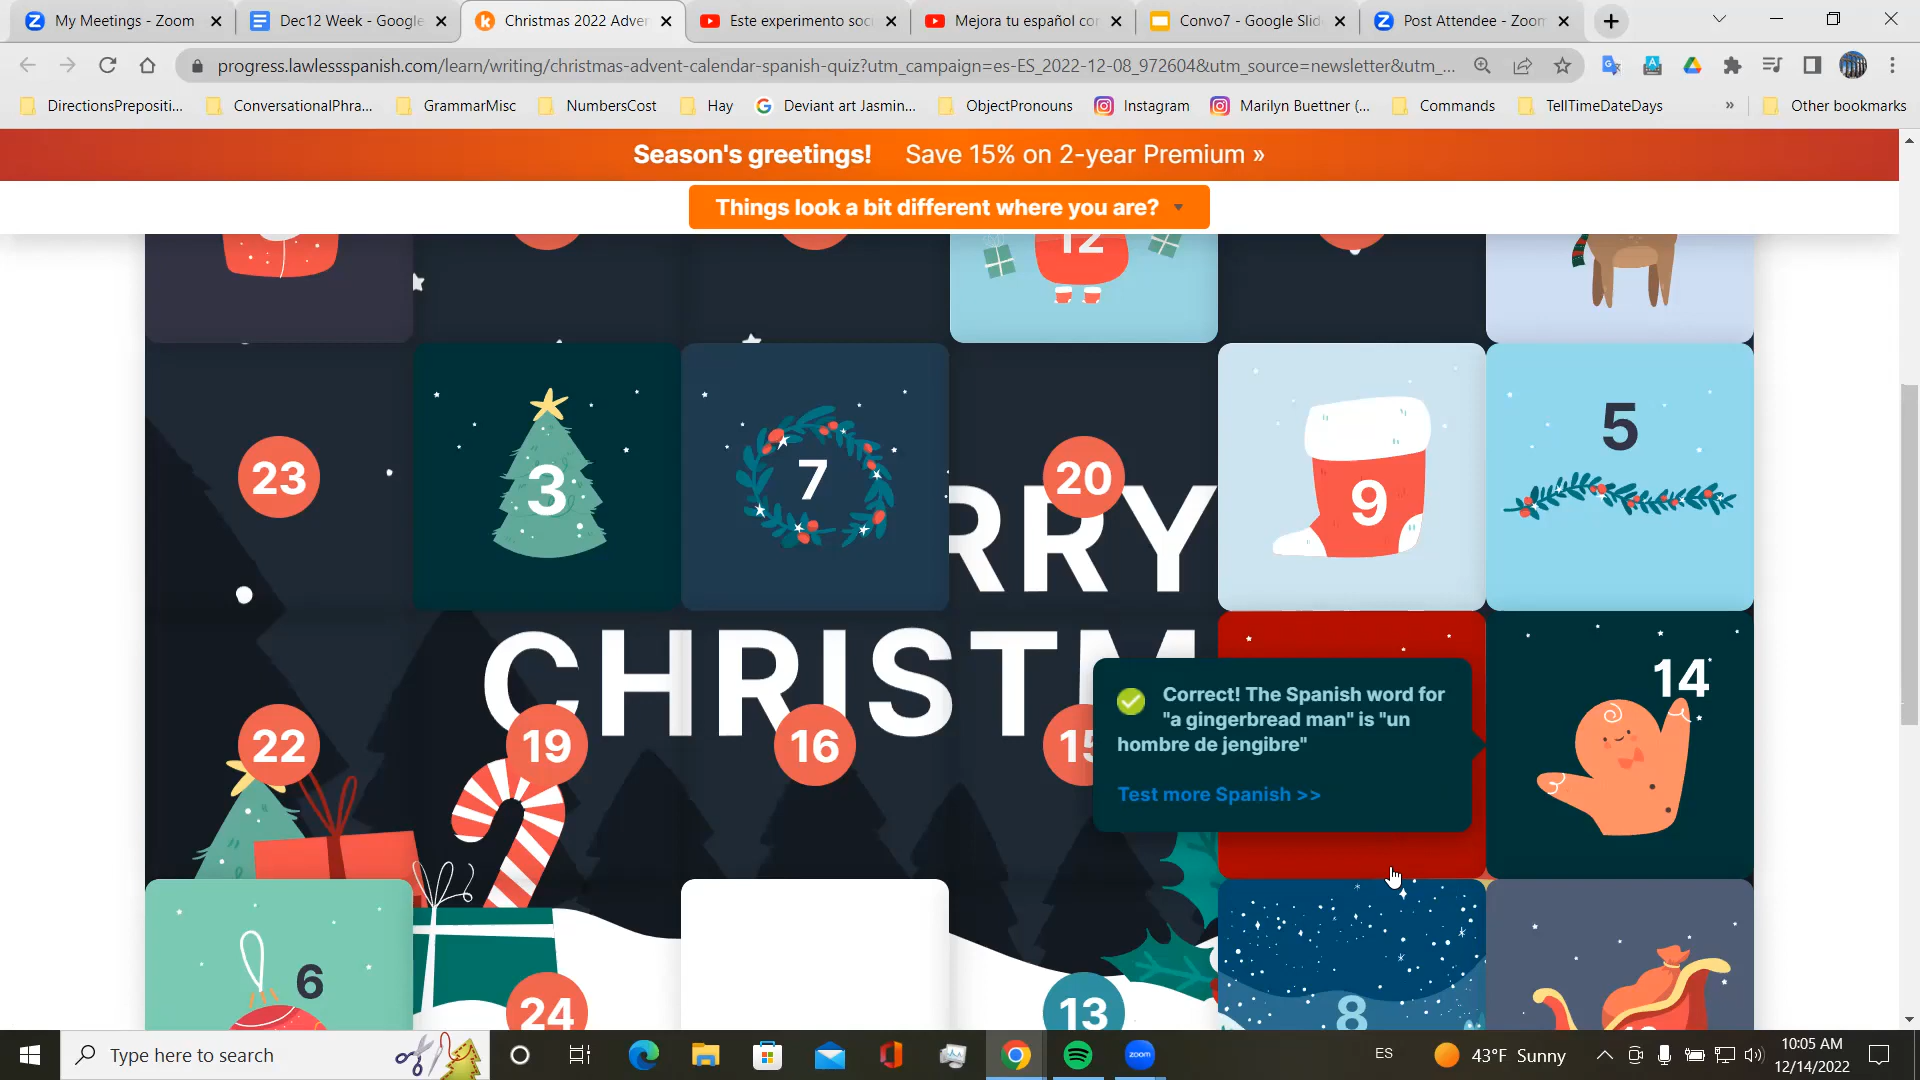 My Meetings - Zoom
Dec12 Week - Google
Christmas 2022 Adven
Este experimento soc
Mejora tu español co
Convo7 - Google Slid
Post Attendee - Zoom
progress.lawlessspanish.com/learn/writing/christmas-advent-calendar-spanish-quiz?utm_campaign=es-ES_2022-12-08_972604&utm_source=newsletter&utm_...
DirectionsPrepositi...
ConversationalPhra...
GrammarMisc
NumbersCost
Hay
Deviant art Jasmin...
ObjectPronouns
Instagram
Marilyn Buettner (...
Commands
TellTimeDateDays
»
Other bookmarks
Season's greetings! Save 15% on 2-year Premium »
Things look a bit different where you are?
12
23
3
7
20
9
5
RRY
CHRISTM
22
19
16
15
14
Correct! The Spanish word for
"a gingerbread man" is "un
hombre de jengibre"
Test more Spanish >>
6
24
13
8
Type here to search
zoom
ES
43°F Sunny
10:05 AM
12/14/2022